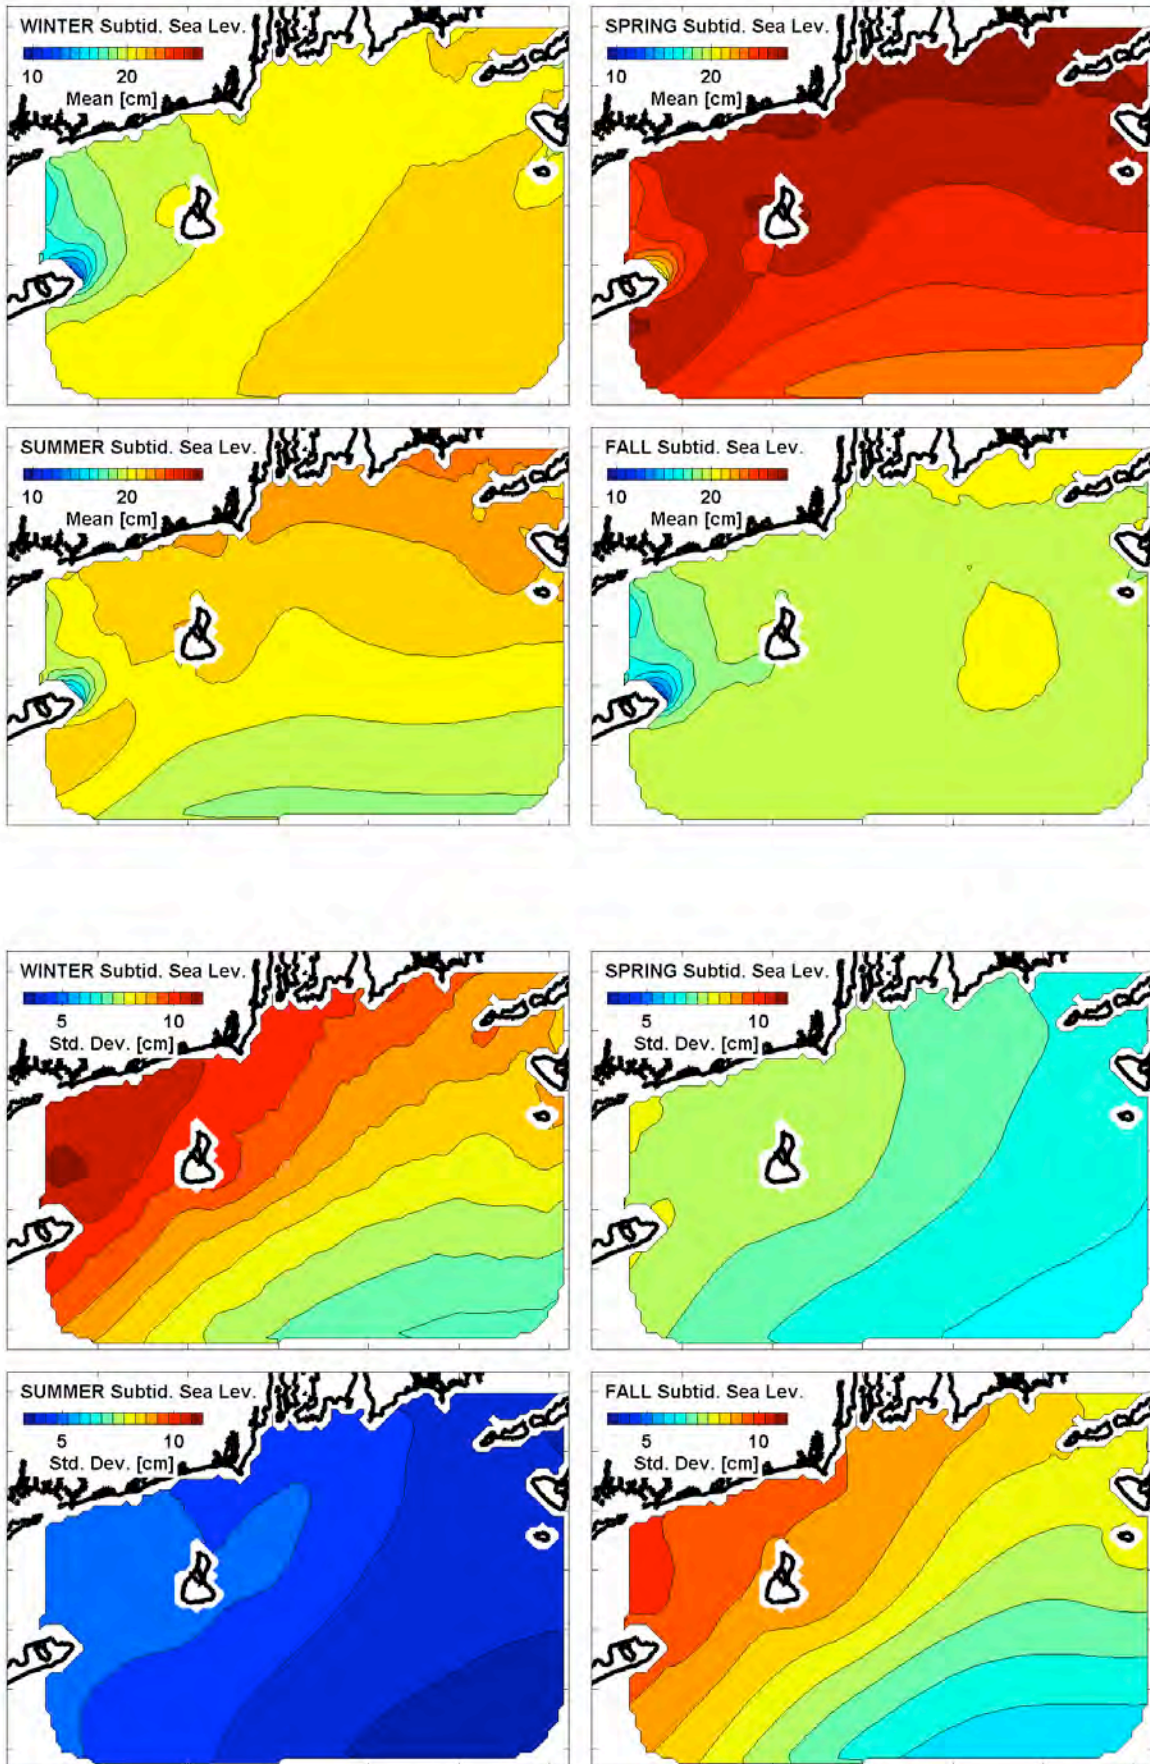 WINTER Subtid. Sea Lev.
10 20
Mean [cm]
SPRING Subtid. Sea Lev.
10 20
Mean [cm]
SUMMER Subtid. Sea Lev.
10 20
Mean [cm]
FALL Subtid. Sea Lev.
10 20
Mean [cm]
WINTER Subtid. Sea Lev.
5 10
Std. Dev. [cm]
SPRING Subtid. Sea Lev.
5 10
Std. Dev. [cm]
SUMMER Subtid. Sea Lev.
5 10
Std. Dev. [cm]
FALL Subtid. Sea Lev.
5 10
Std. Dev. [cm]